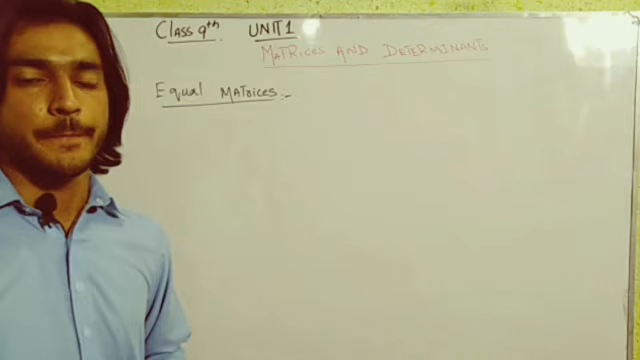 Class 9th UNIT 1
MATRICES AND DETERMINANTS
Equal MATRICES :-